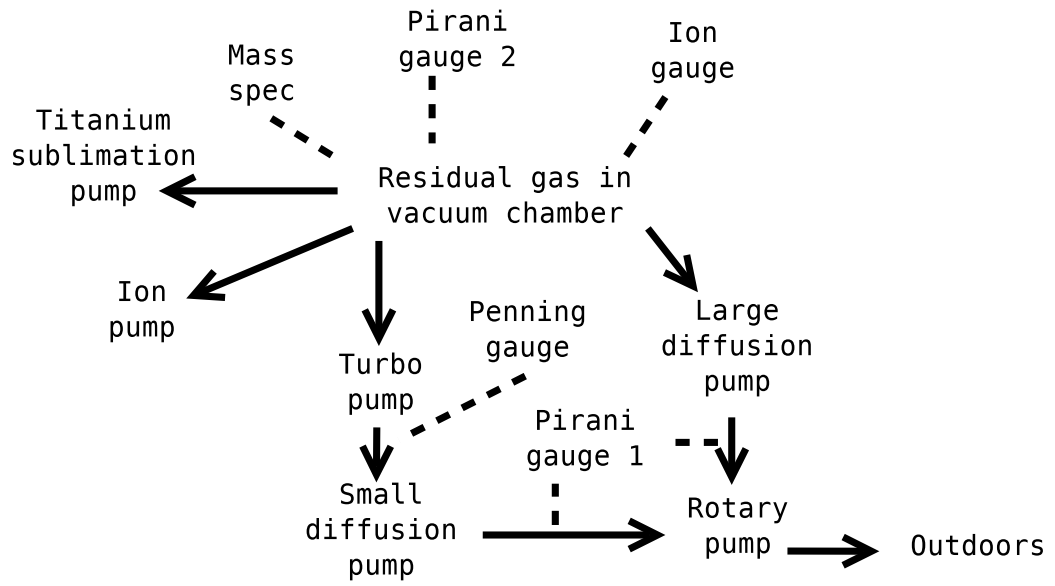 Pirani
gauge 2
Ion
gauge
Mass
spec
Titanium
sublimation
pump
Residual gas in
vacuum chamber
Ion
pump
Penning
gauge
Large
diffusion
pump
Turbo
pump
Pirani
gauge 1
Small
diffusion
pump
Rotary
pump
Outdoors